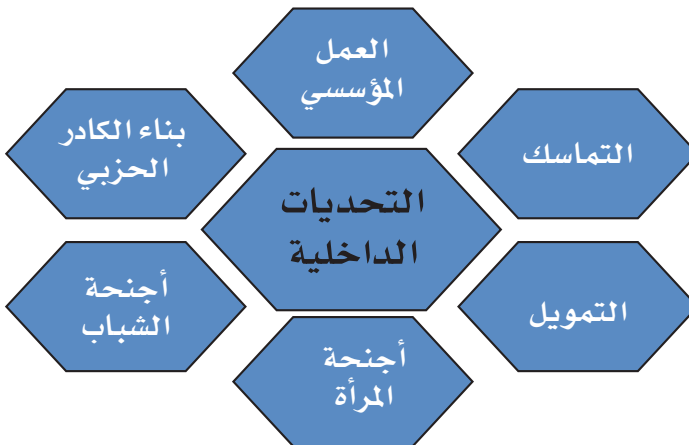 العمل
المؤسسي
التماسك
بناء الكادر
الحزبي
التحديات
الداخلية
التمويل
أجنحة
الشباب
أجنحة
المرأة